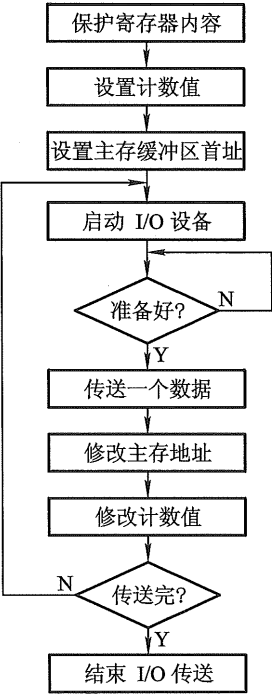 保护寄存器内容
设置计数值
设置主存缓冲区首址
启动 I/O 设备
准备好?
N
Y
传送一个数据
修改主存地址
修改计数值
N
传送完?
Y
结束 I/O 传送